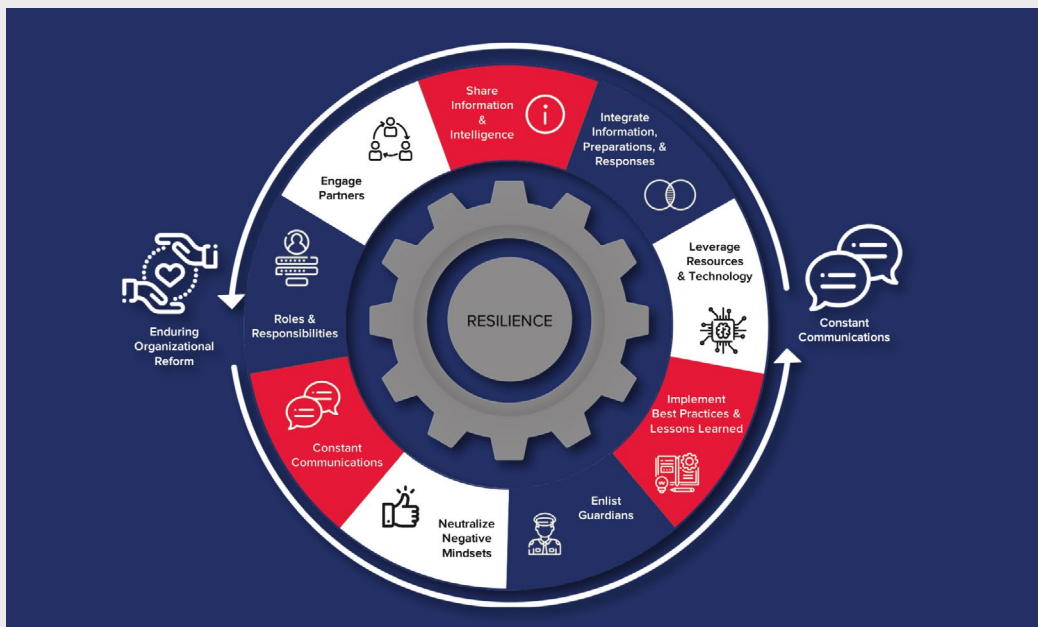 Share
Information
&
Intelligence
Integrate
Information,
Preparations, &
Responses
Leverage
Resources
& Technology
Implement
Best Practices &
Lessons Learned
Enlist
Guardians
Neutralize
Negative
Mindsets
Constant
Communications
Roles &
Responsibilities
Engage
Partners
RESILIENCE
Enduring
Organizational
Reform
Constant
Communications